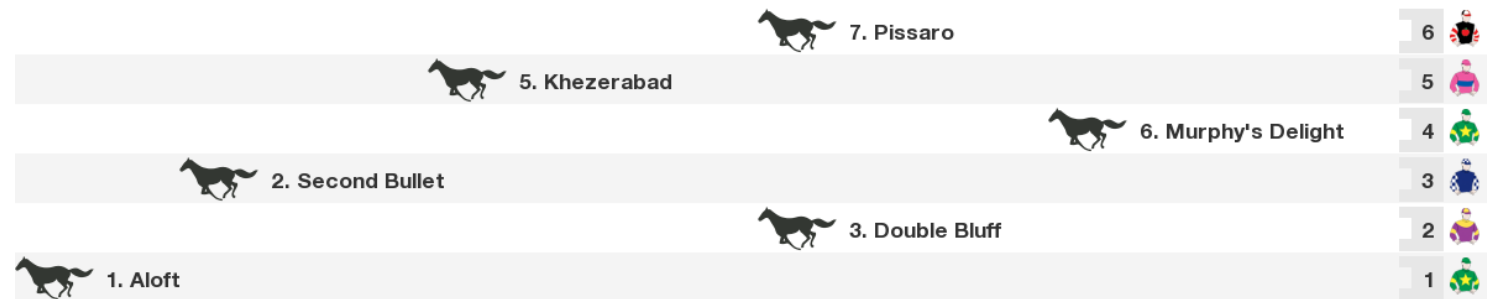 7. Pissaro 6
5. Khezerabad 5
6. Murphy's Delight 4
2. Second Bullet 3
3. Double Bluff 2
1. Aloft 1